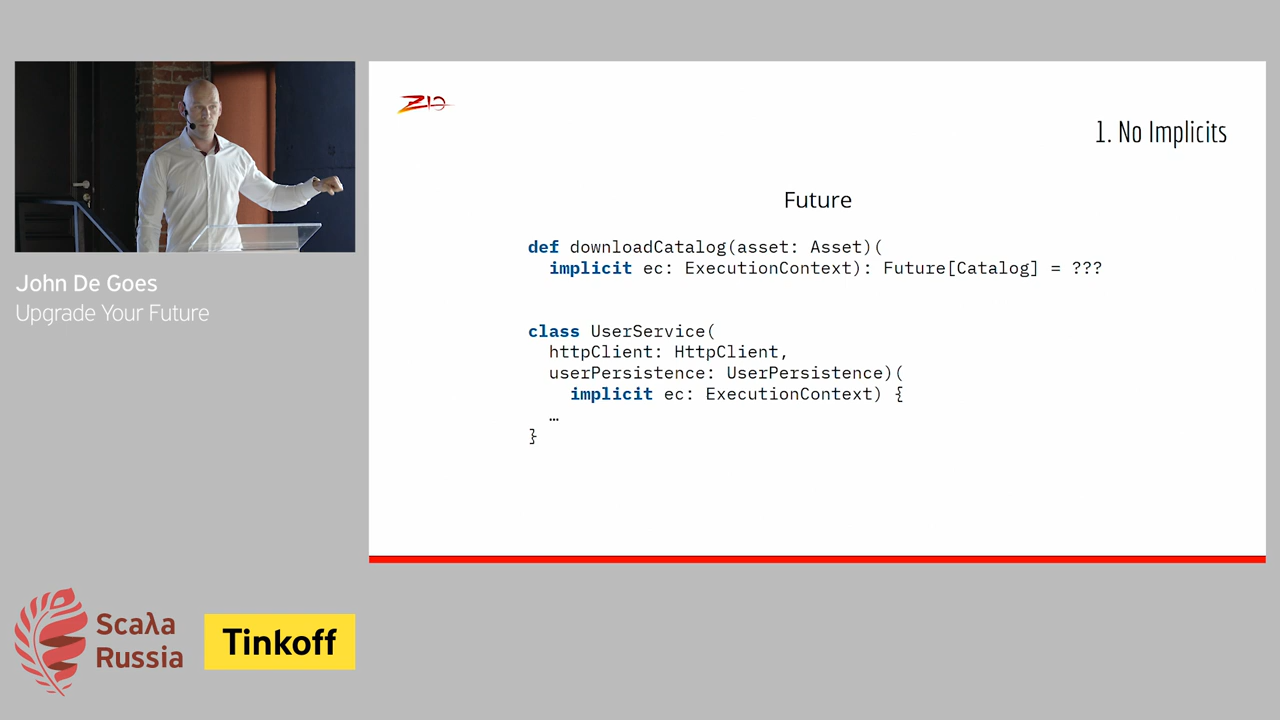 ZIO
1. No Implicits
Future
def downloadCatalog(asset: Asset)(
implicit ec: ExecutionContext): Future[Catalog] = ???
class UserService(
httpClient: HttpClient,
userPersistence: UserPersistence)(
implicit ec: ExecutionContext) {
…
}
John De Goes
Upgrade Your Future
Scaλa
Russia
Tinkoff